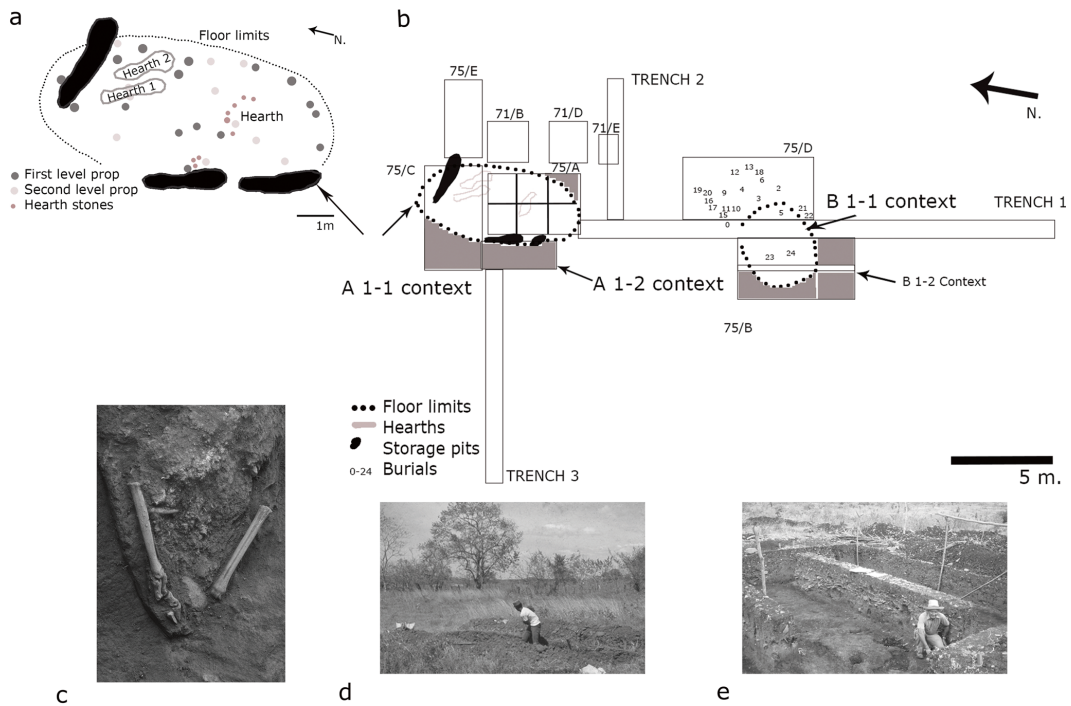 a
Floor limits
N.
Hearth 2
Hearth 1
Hearth
First level prop
Second level prop
Hearth stones
1m
b
75/E
TRENCH 2
71/B
71/D
71/E
N.
75/C
75/A
75/D
13
12
18
6
19
20
9
4
2
16
3
17
11
10
5
21
15
22
0
B 1-1 context
TRENCH 1
23
24
A 1-1 context
A 1-2 context
B 1-2 Context
75/B
Floor limits
Hearths
Storage pits
0-24
Burials
TRENCH 3
5 m.
c
d
e